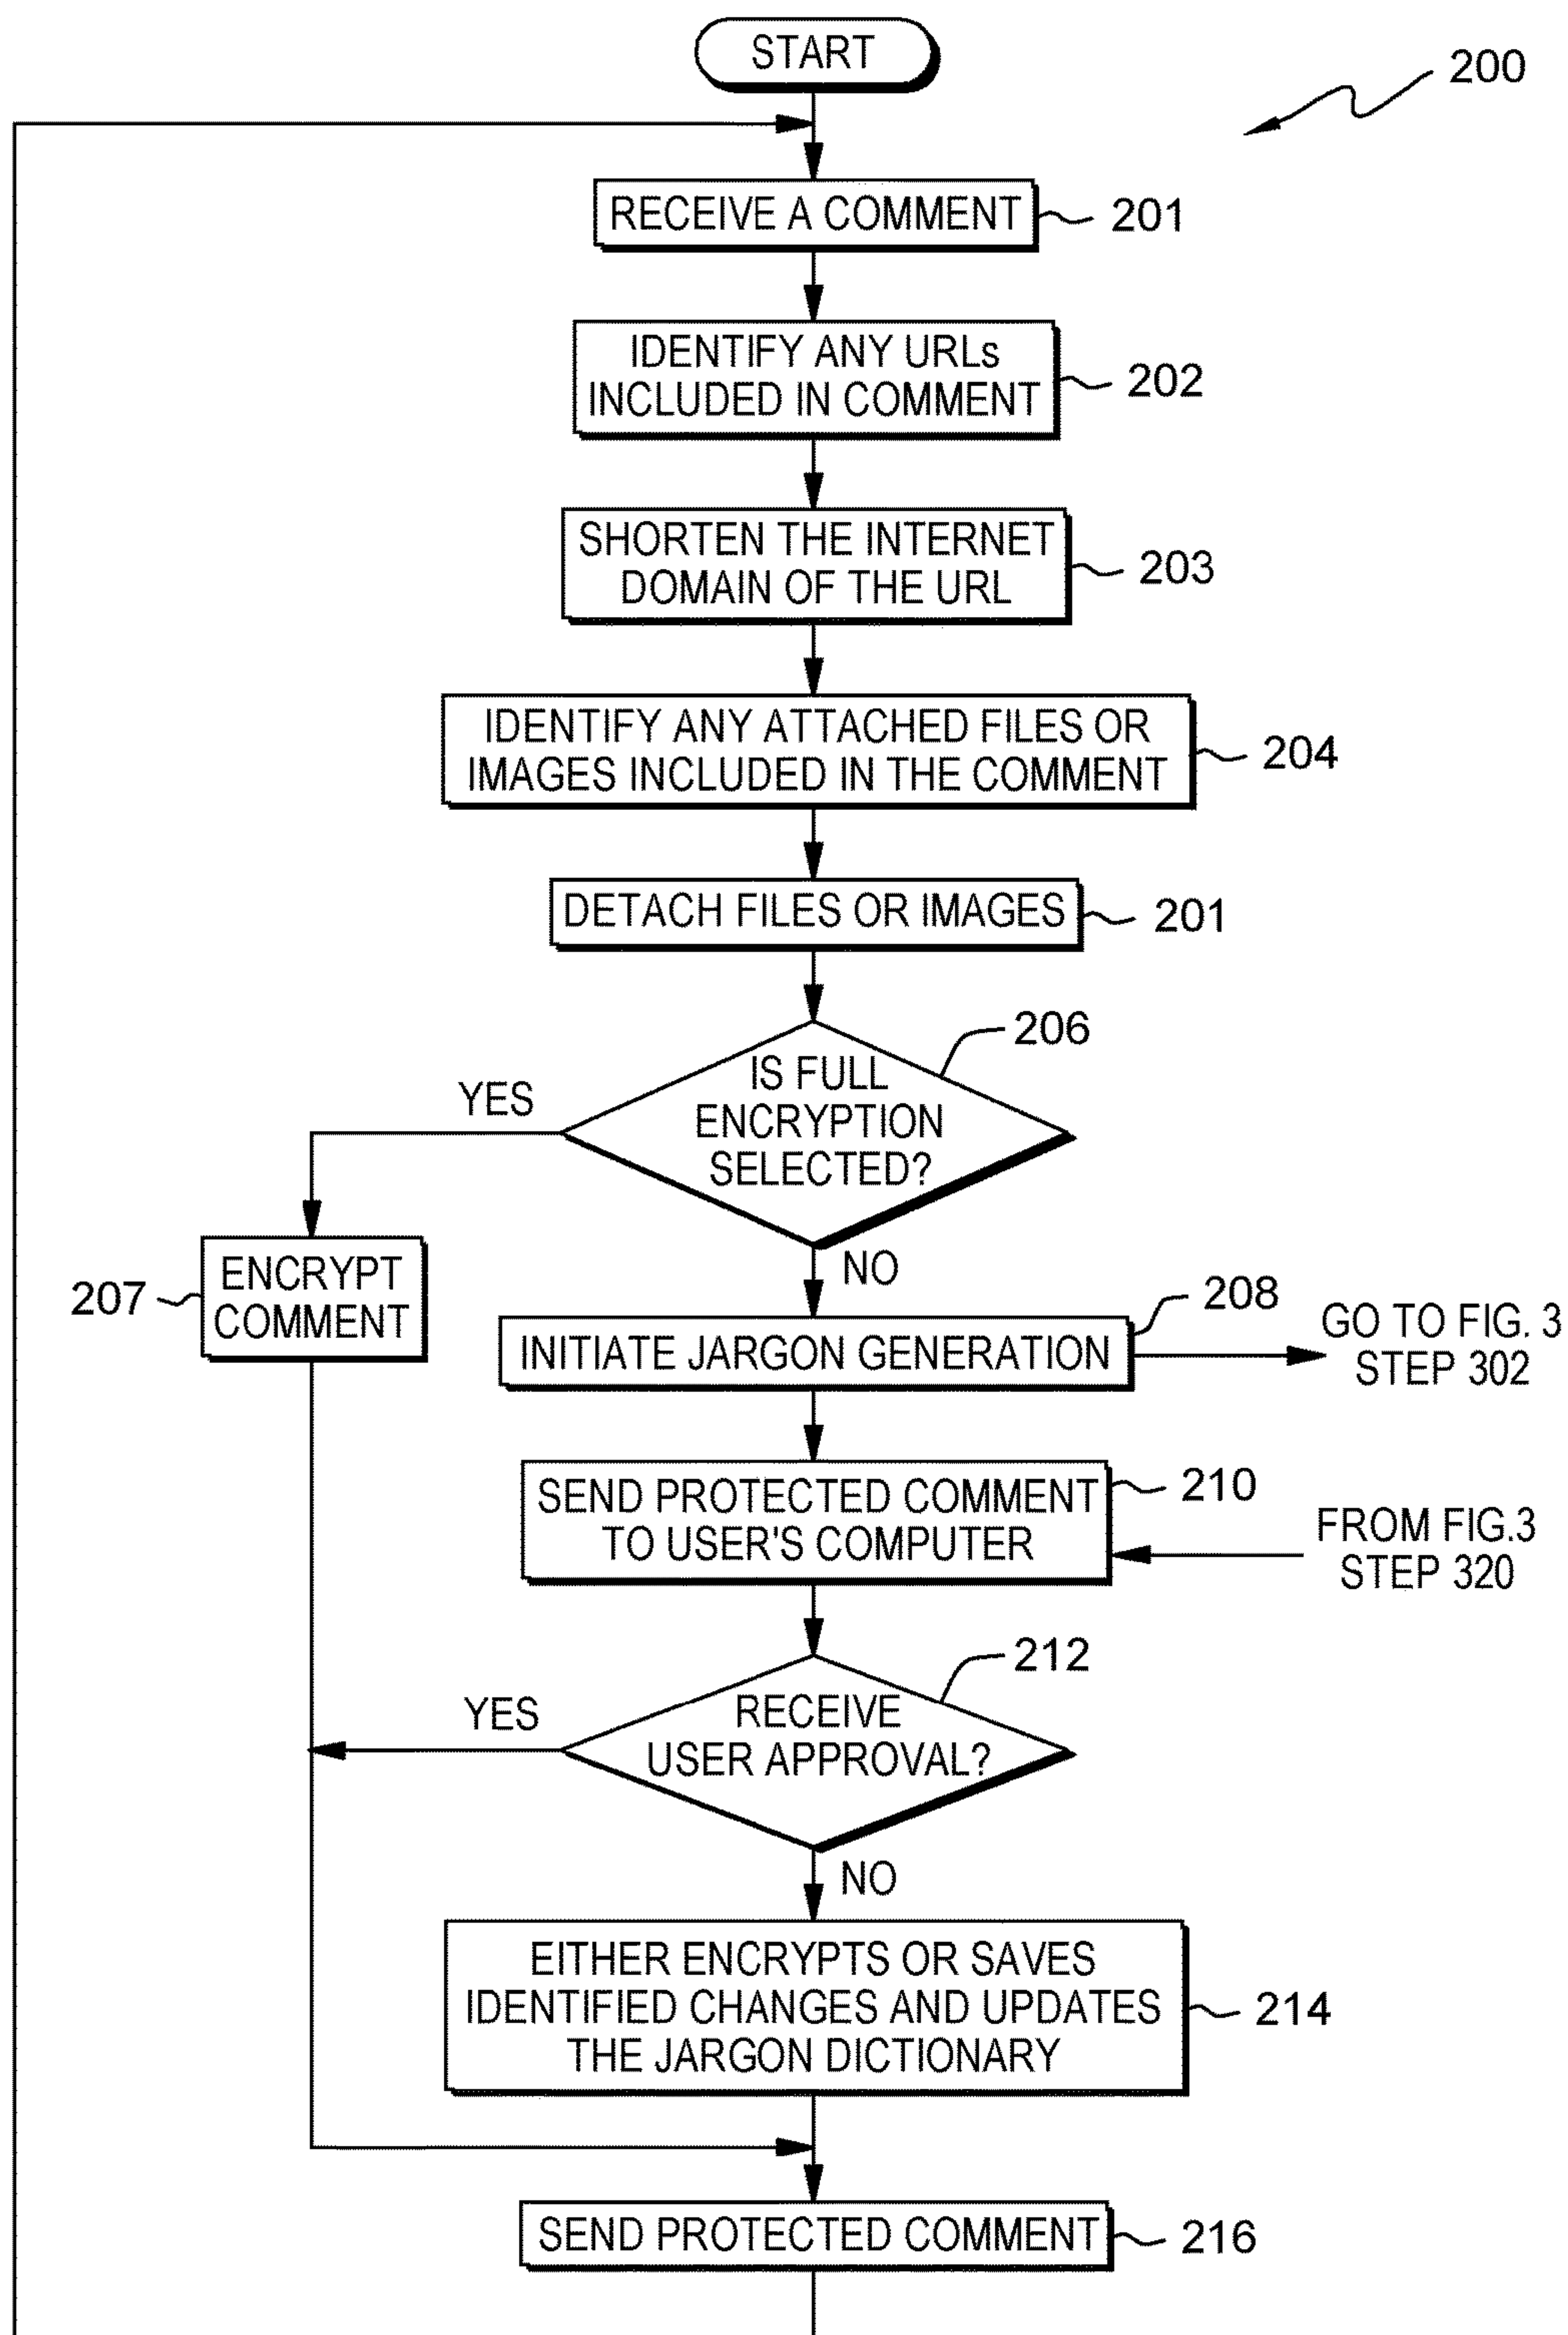 START
200
RECEIVE A COMMENT
201
IDENTIFY ANY URLs
INCLUDED IN COMMENT
202
SHORTEN THE INTERNET
DOMAIN OF THE URL
203
IDENTIFY ANY ATTACHED FILES OR
IMAGES INCLUDED IN THE COMMENT
204
DETACH FILES OR IMAGES
201
206
IS FULL
ENCRYPTION
SELECTED?
YES
NO
ENCRYPT
COMMENT
207
208
INITIATE JARGON GENERATION
GO TO FIG. 3
STEP 302
SEND PROTECTED COMMENT
TO USER'S COMPUTER
210
FROM FIG.3
STEP 320
212
RECEIVE
USER APPROVAL?
YES
NO
EITHER ENCRYPTS OR SAVES
IDENTIFIED CHANGES AND UPDATES
THE JARGON DICTIONARY
214
SEND PROTECTED COMMENT
216